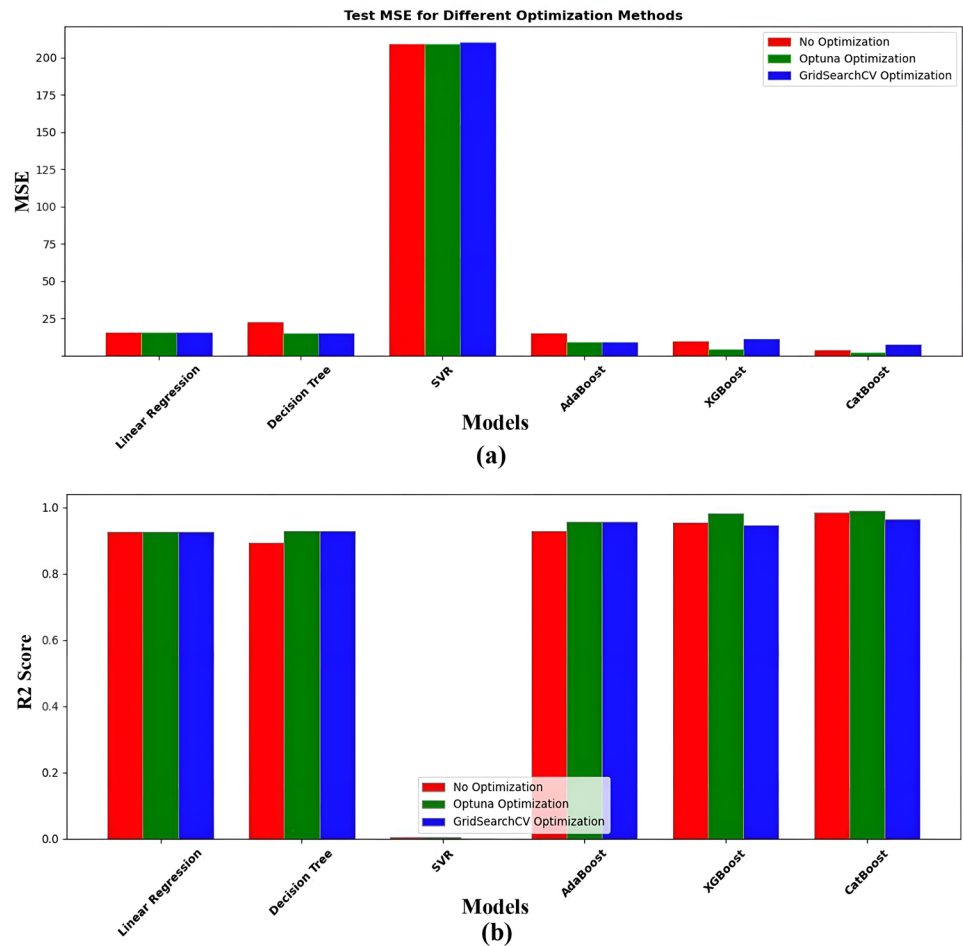 Test MSE for Different Optimization Methods
No Optimization
Optuna Optimization
GridSearchCV Optimization
200
175
150
125
100
75
50
25
MSE
Linear Regression
Decision Tree
SVR
AdaBoost
XGBoost
CatBoost
Models
(a)
1.0
0.8
0.6
0.4
0.2
0.0
R2 Score
No Optimization
Optuna Optimization
GridSearchCV Optimization
Linear Regression
Decision Tree
SVR
AdaBoost
XGBoost
CatBoost
Models
(b)